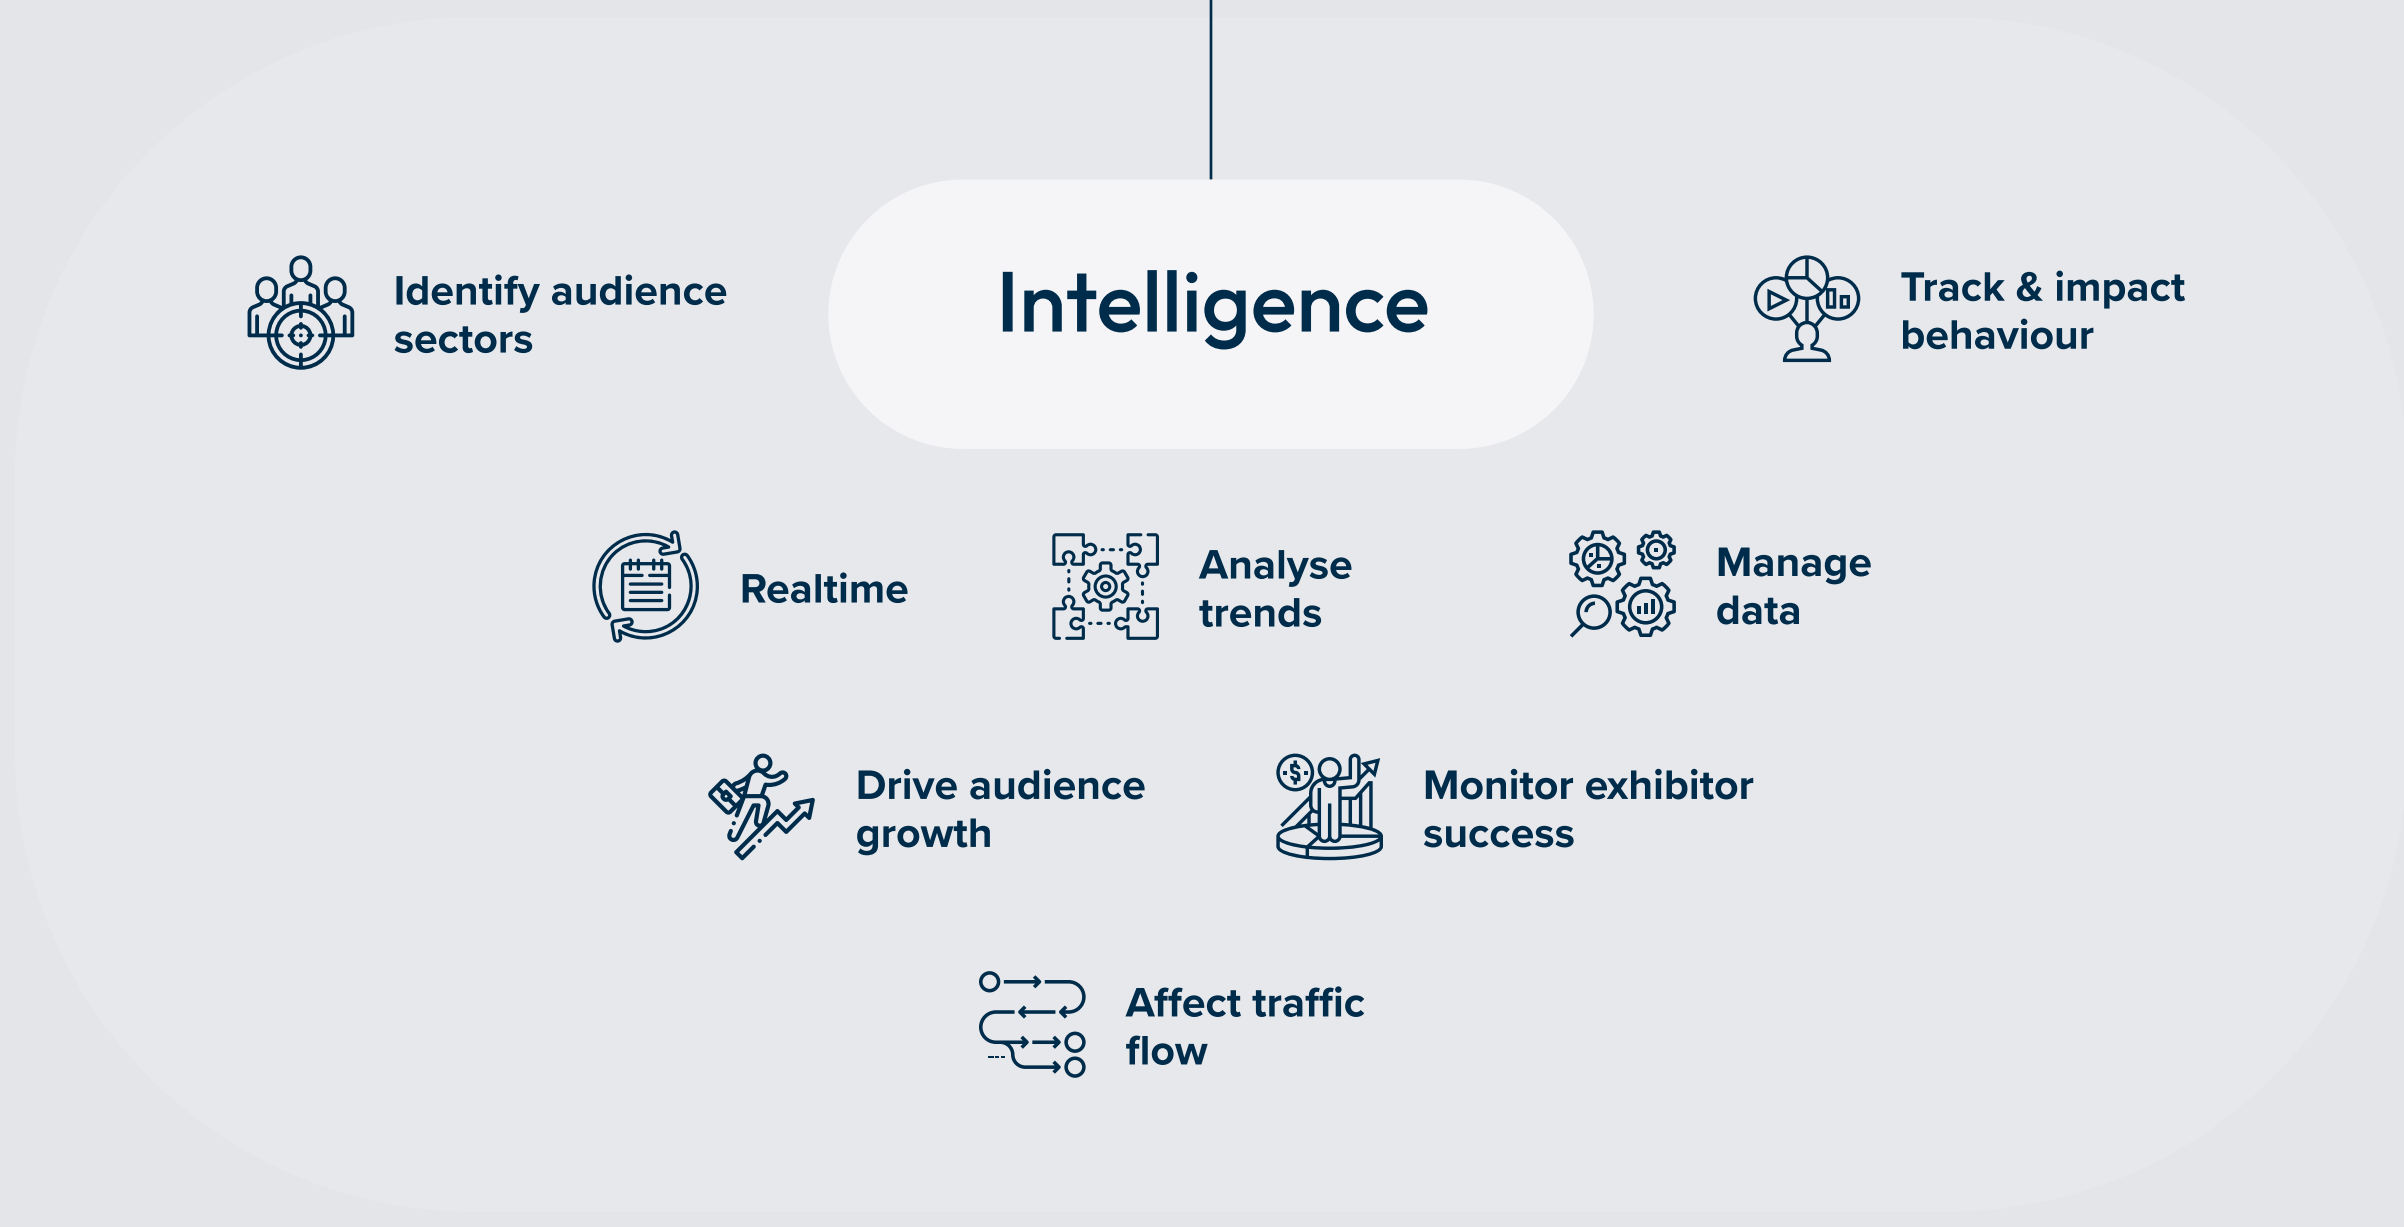 Intelligence
Identify audience
sectors
Track & impact
behaviour
Realtime
Analyse
trends
Manage
data
Drive audience
growth
Monitor exhibitor
success
Affect traffic
flow